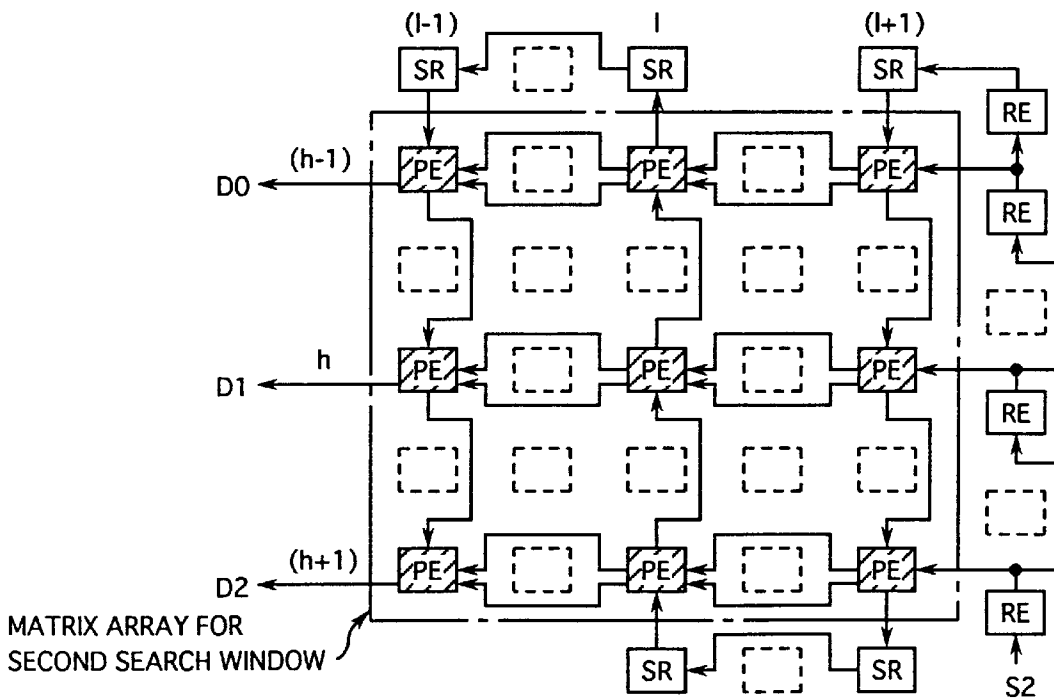 (l-1) l (l+1)
SR SR SR
RE
(h-1) PE PE PE
D0
RE
h PE PE PE
D1
RE
(h+1) PE PE PE
D2
RE
MATRIX ARRAY FOR
SECOND SEARCH WINDOW
SR SR
S2